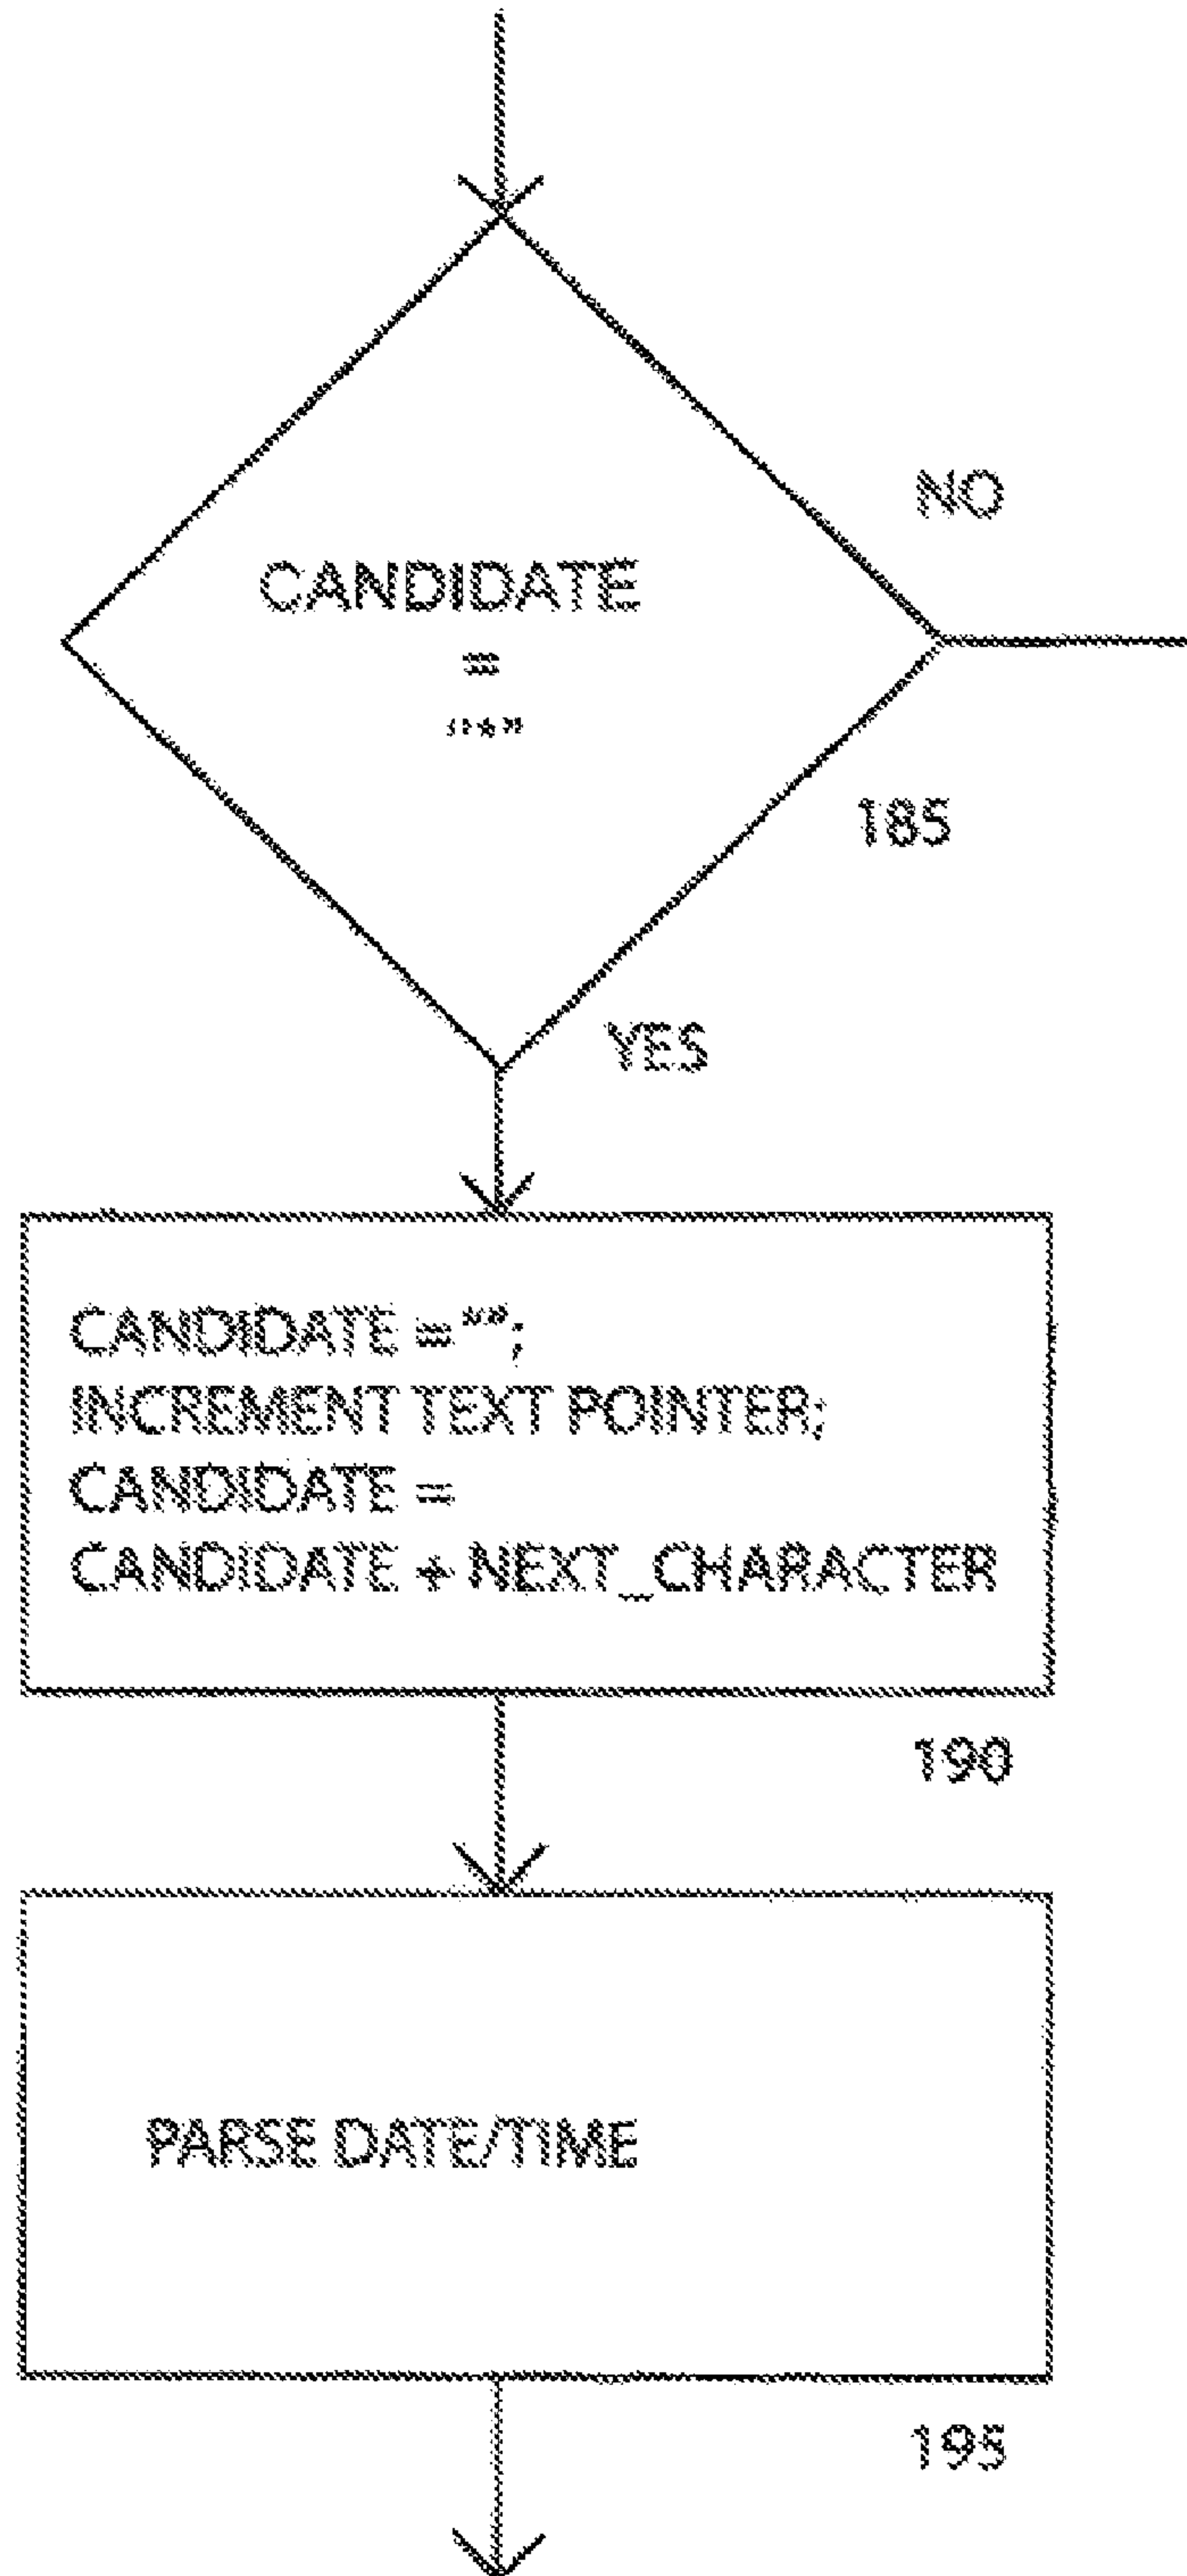 NO
CANDIDATE
=
"*"
185
YES
CANDIDATE = "";
INCREMENT TEXT POINTER;
CANDIDATE =
CANDIDATE + NEXT_CHARACTER
190
PARSE DATE/TIME
195